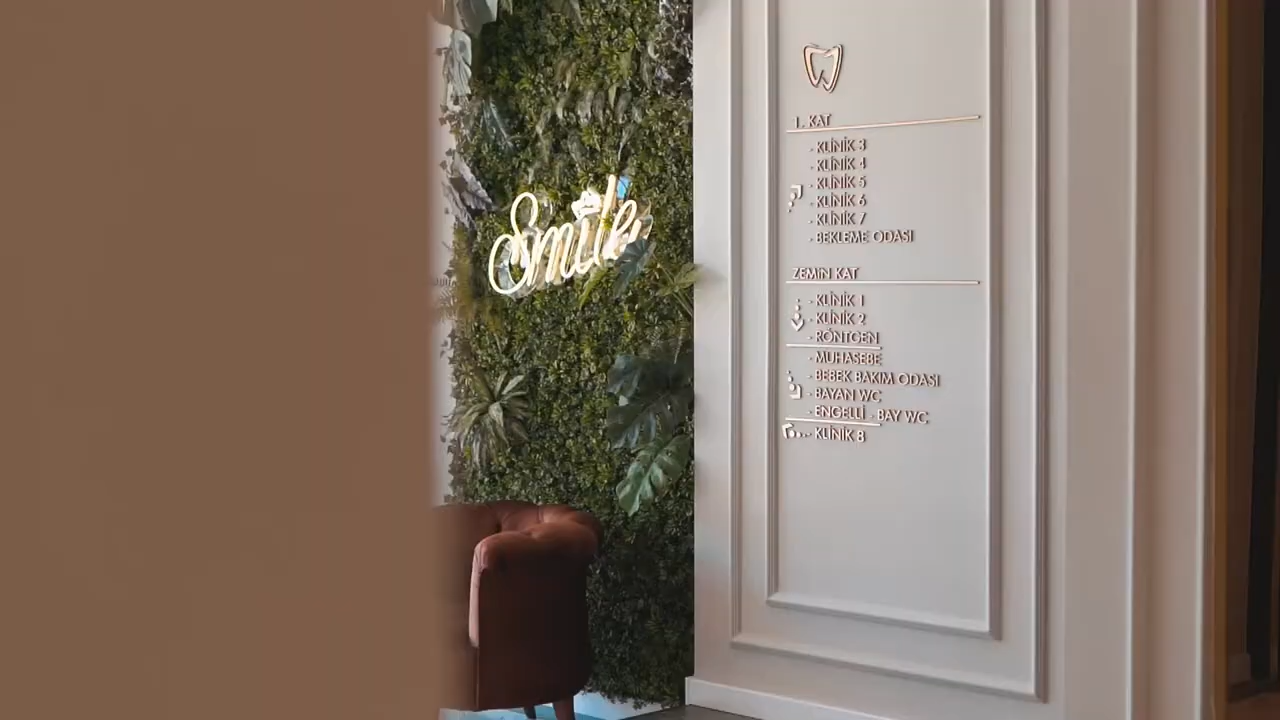 Smile
1. KAT
- KLİNİK 3
- KLİNİK 4
- KLİNİK 5
- KLİNİK 6
- KLİNİK 7
- BEKLEME ODASI
ZEMİN KAT
- KLİNİK 1
- KLİNİK 2
- RÖNTGEN
- MUHASEBE
- BEBEK BAKIM ODASI
- BAYAN WC
- ENGELLİ - BAY WC
- KLİNİK 8